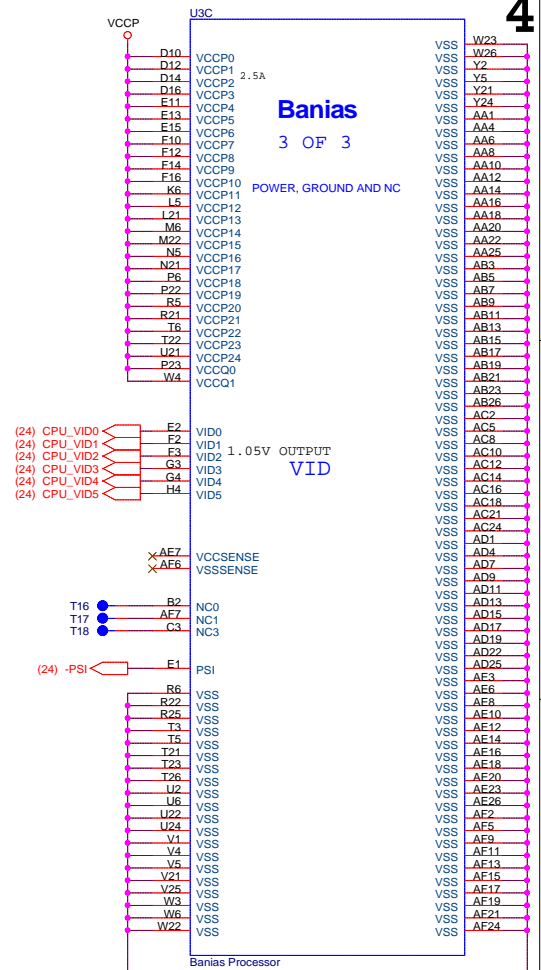 4
U3C
VCCP
Banias
3 OF 3
POWER, GROUND AND NC
2.5A
D10 VCCP0
D12 VCCP1
D14 VCCP2
D16 VCCP3
E11 VCCP4
E13 VCCP5
E15 VCCP6
F10 VCCP7
F12 VCCP8
F14 VCCP9
F16 VCCP10
K6 VCCP11
L5 VCCP12
L21 VCCP13
M6 VCCP14
M22 VCCP15
N5 VCCP16
N21 VCCP17
P6 VCCP18
P22 VCCP19
R5 VCCP20
R21 VCCP21
T6 VCCP22
T22 VCCP23
U21 VCCP24
P23 VCCQ0
W4 VCCQ1
(24) CPU_VID0 E2 VID0
(24) CPU_VID1 F2 VID1
(24) CPU_VID2 F3 VID2
(24) CPU_VID3 G3 VID3
(24) CPU_VID4 G4 VID4
(24) CPU_VID5 H4 VID5
1.05V OUTPUT
VID
AE7 VCCSENSE
AF6 VSSSENSE
T16 B2 NC0
T17 AF7 NC1
T18 C3 NC3
(24) -PSI E1 PSI
R6 VSS
R22 VSS
R25 VSS
T3 VSS
T5 VSS
T21 VSS
T23 VSS
T26 VSS
U2 VSS
U6 VSS
U22 VSS
U24 VSS
V1 VSS
V4 VSS
V5 VSS
V21 VSS
V25 VSS
W3 VSS
W6 VSS
W22 VSS
VSS W23
VSS W26
VSS Y2
VSS Y5
VSS Y21
VSS Y24
VSS AA1
VSS AA4
VSS AA6
VSS AA8
VSS AA10
VSS AA12
VSS AA14
VSS AA16
VSS AA18
VSS AA20
VSS AA22
VSS AA25
VSS AB3
VSS AB5
VSS AB7
VSS AB9
VSS AB11
VSS AB13
VSS AB15
VSS AB17
VSS AB19
VSS AB21
VSS AB23
VSS AB26
VSS AC2
VSS AC5
VSS AC8
VSS AC10
VSS AC12
VSS AC14
VSS AC16
VSS AC18
VSS AC21
VSS AC24
VSS AD1
VSS AD4
VSS AD7
VSS AD9
VSS AD11
VSS AD13
VSS AD15
VSS AD17
VSS AD19
VSS AD22
VSS AD25
VSS AE3
VSS AE6
VSS AE8
VSS AE10
VSS AE12
VSS AE14
VSS AE16
VSS AE18
VSS AE20
VSS AE23
VSS AE26
VSS AF2
VSS AF5
VSS AF9
VSS AF11
VSS AF13
VSS AF15
VSS AF17
VSS AF19
VSS AF21
VSS AF24
Banias Processor